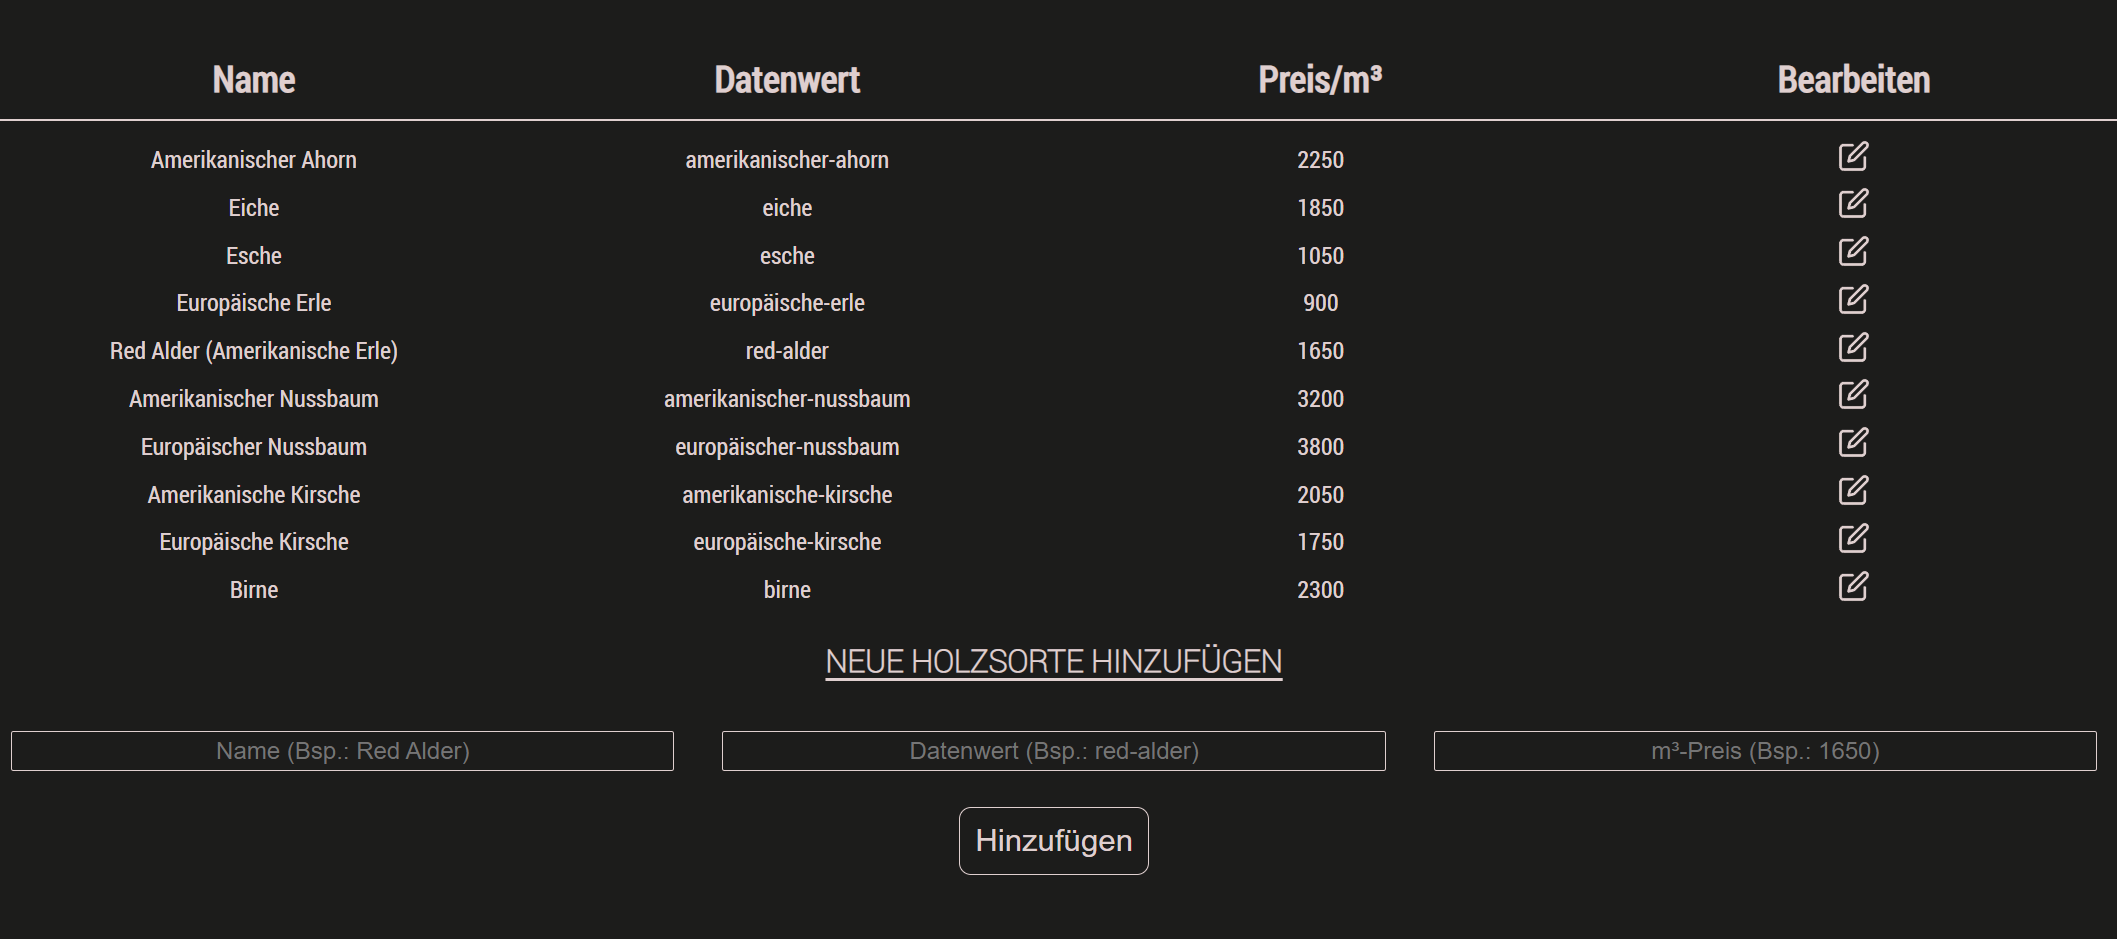 Name Datenwert Preis/m³ Bearbeiten
Amerikanischer Ahorn amerikanischer-ahorn 2250
Eiche eiche 1850
Esche esche 1050
Europäische Erle europäische-erle 900
Red Alder (Amerikanische Erle) red-alder 1650
Amerikanischer Nussbaum amerikanischer-nussbaum 3200
Europäischer Nussbaum europäischer-nussbaum 3800
Amerikanische Kirsche amerikanische-kirsche 2050
Europäische Kirsche europäische-kirsche 1750
Birne birne 2300
NEUE HOLZSORTE HINZUFÜGEN
Name (Bsp.: Red Alder) Datenwert (Bsp.: red-alder) m³-Preis (Bsp.: 1650)
Hinzufügen